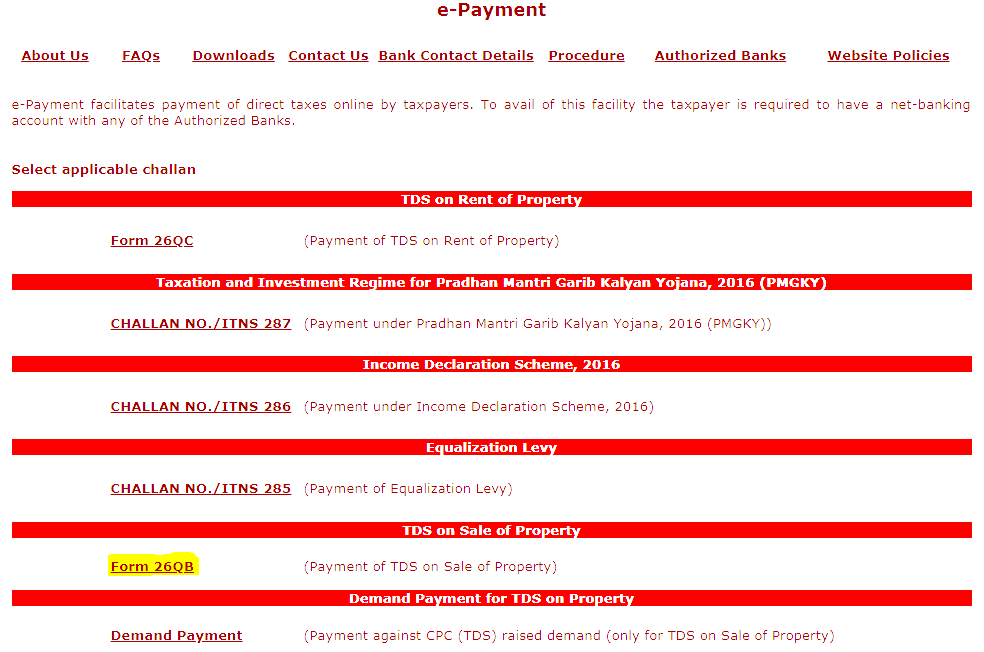 e-Payment
About Us FAQs Downloads Contact Us Bank Contact Details Procedure Authorized Banks Website Policies
e-Payment facilitates payment of direct taxes online by taxpayers. To avail of this facility the taxpayer is required to have a net-banking
account with any of the Authorized Banks.
Select applicable challan
TDS on Rent of Property
Form 26QC (Payment of TDS on Rent of Property)
Taxation and Investment Regime for Pradhan Mantri Garib Kalyan Yojana, 2016 (PMGKY)
CHALLAN NO./ITNS 287 (Payment under Pradhan Mantri Garib Kalyan Yojana, 2016 (PMGKY))
Income Declaration Scheme, 2016
CHALLAN NO./ITNS 286 (Payment under Income Declaration Scheme, 2016)
Equalization Levy
CHALLAN NO./ITNS 285 (Payment of Equalization Levy)
TDS on Sale of Property
Form 26QB (Payment of TDS on Sale of Property)
Demand Payment for TDS on Property
Demand Payment (Payment against CPC (TDS) raised demand (only for TDS on Sale of Property)